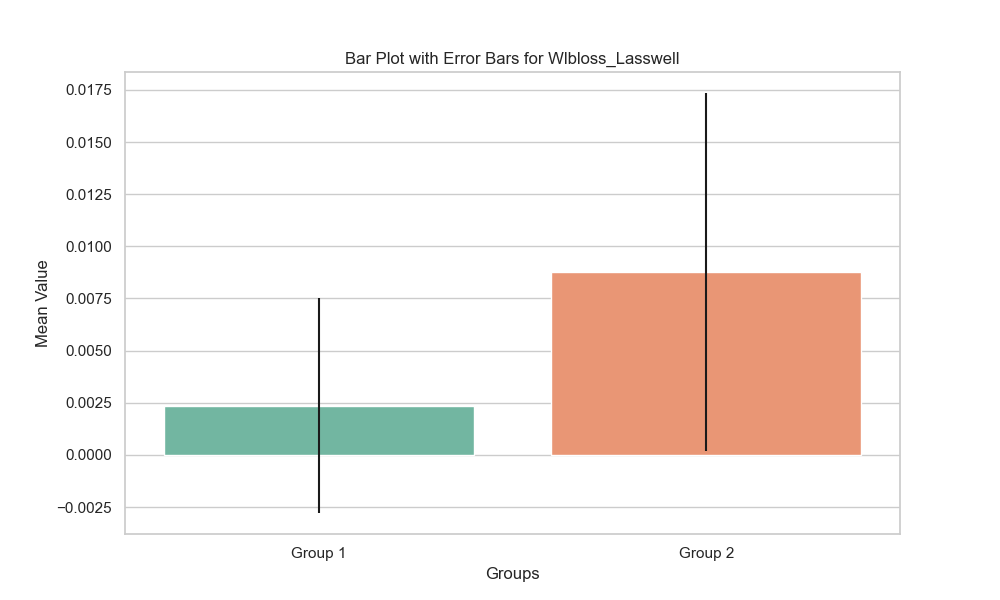 Bar Plot with Error Bars for Wlbloss_Lasswell
0.0175
0.0150
0.0125
0.0100
0.0075
0.0050
0.0025
0.0000
−0.0025
Mean Value
Group 1
Group 2
Groups